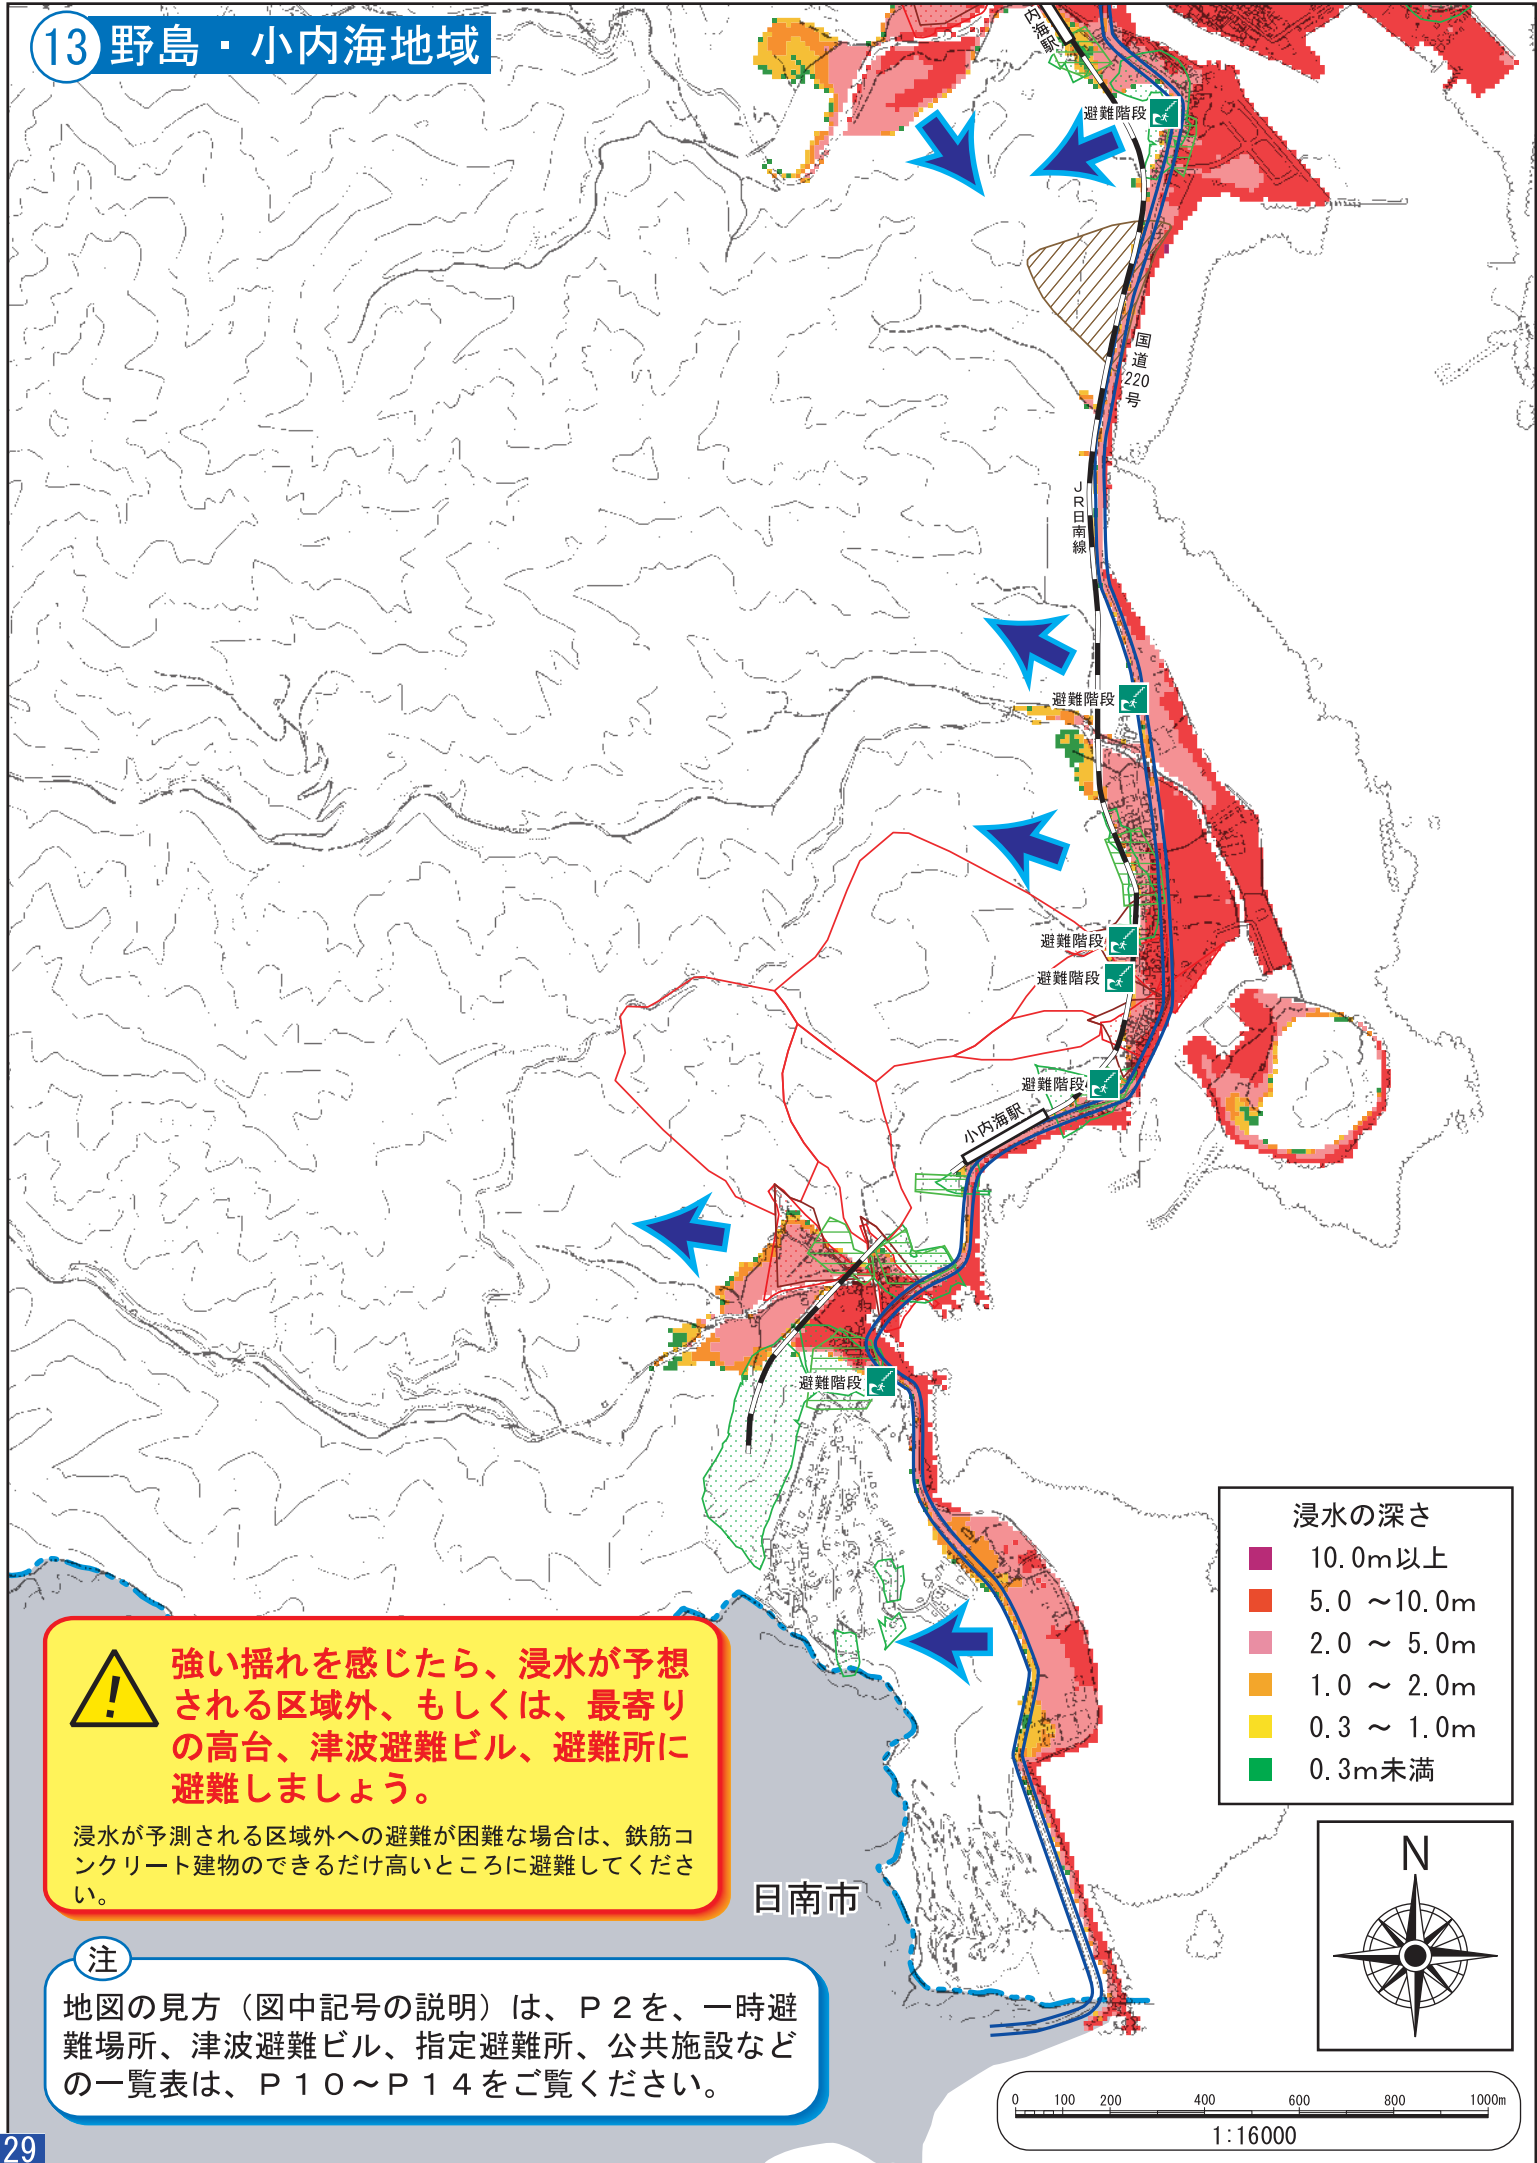 13 野島・小内海地域
内海駅
避難階段
国道220号
JR日南線
避難階段
避難階段
避難階段
避難階段
小内海駅
避難階段
浸水の深さ
10.0m以上
5.0 ～10.0m
2.0 ～ 5.0m
1.0 ～ 2.0m
0.3 ～ 1.0m
0.3m未満
強い揺れを感じたら、浸水が予想
される区域外、もしくは、最寄り
の高台、津波避難ビル、避難所に
避難しましょう。
浸水が予測される区域外への避難が困難な場合は、鉄筋コ
ンクリート建物のできるだけ高いところに避難してくださ
い。
日南市
N
注
地図の見方（図中記号の説明）は、Ｐ２を、一時避
難場所、津波避難ビル、指定避難所、公共施設など
の一覧表は、Ｐ１０～Ｐ１４をご覧ください。
0 100 200 400 600 800 1000m
1:16000
29